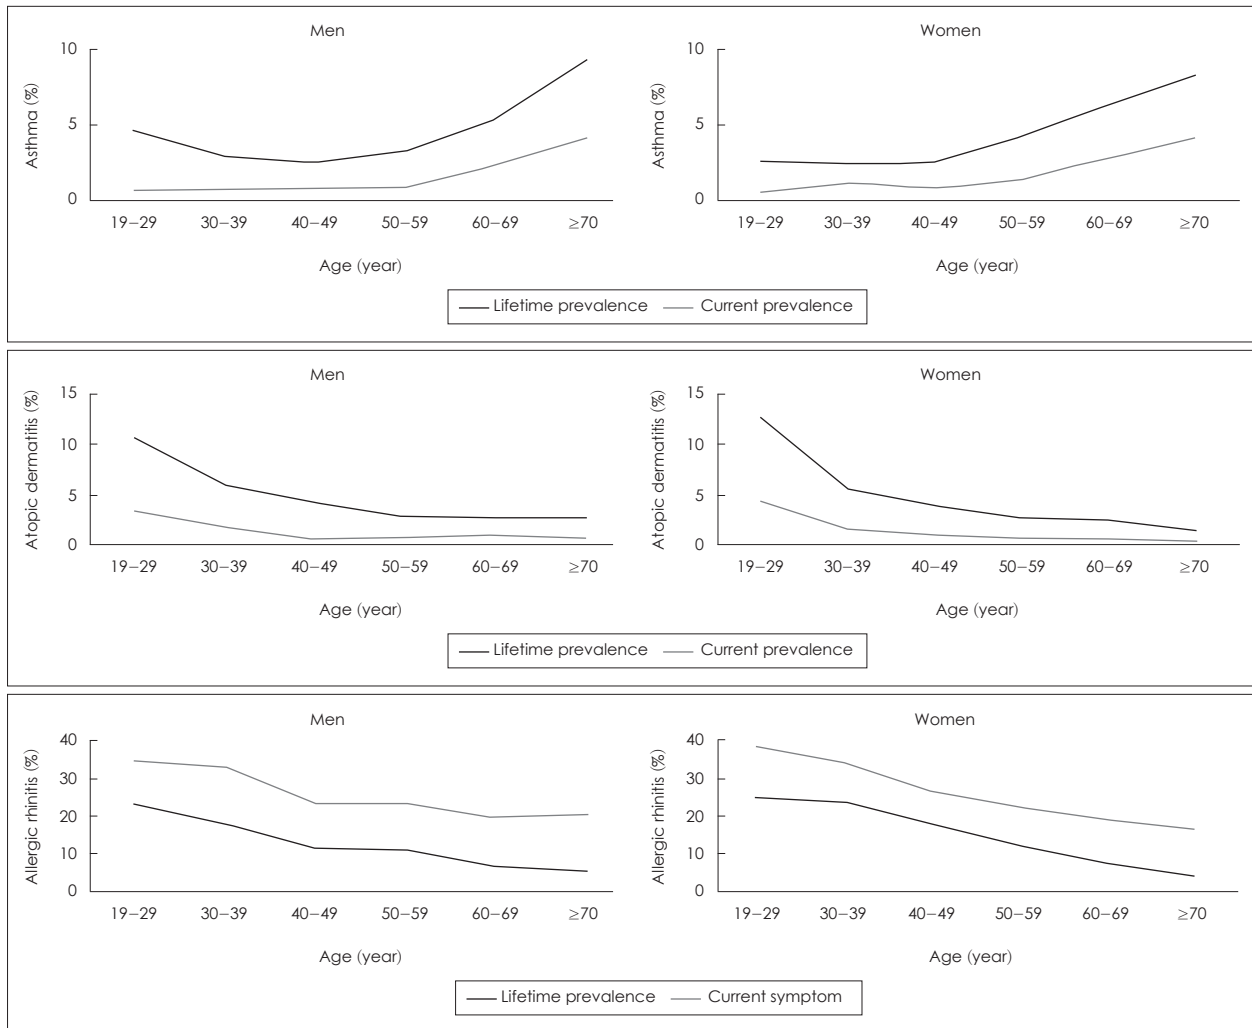 Men
Women
Asthma (%)
10
5
0
19–29 30–39 40–49 50–59 60–69 ≥70
Age (year)
Asthma (%)
10
5
0
19–29 30–39 40–49 50–59 60–69 ≥70
Age (year)
Lifetime prevalence Current prevalence
Men
Women
Atopic dermatitis (%)
15
10
5
0
19–29 30–39 40–49 50–59 60–69 ≥70
Age (year)
Atopic dermatitis (%)
15
10
5
0
19–29 30–39 40–49 50–59 60–69 ≥70
Age (year)
Lifetime prevalence Current prevalence
Men
Women
Allergic rhinitis (%)
40
30
20
10
0
19–29 30–39 40–49 50–59 60–69 ≥70
Age (year)
Allergic rhinitis (%)
40
30
20
10
0
19–29 30–39 40–49 50–59 60–69 ≥70
Age (year)
Lifetime prevalence Current symptom